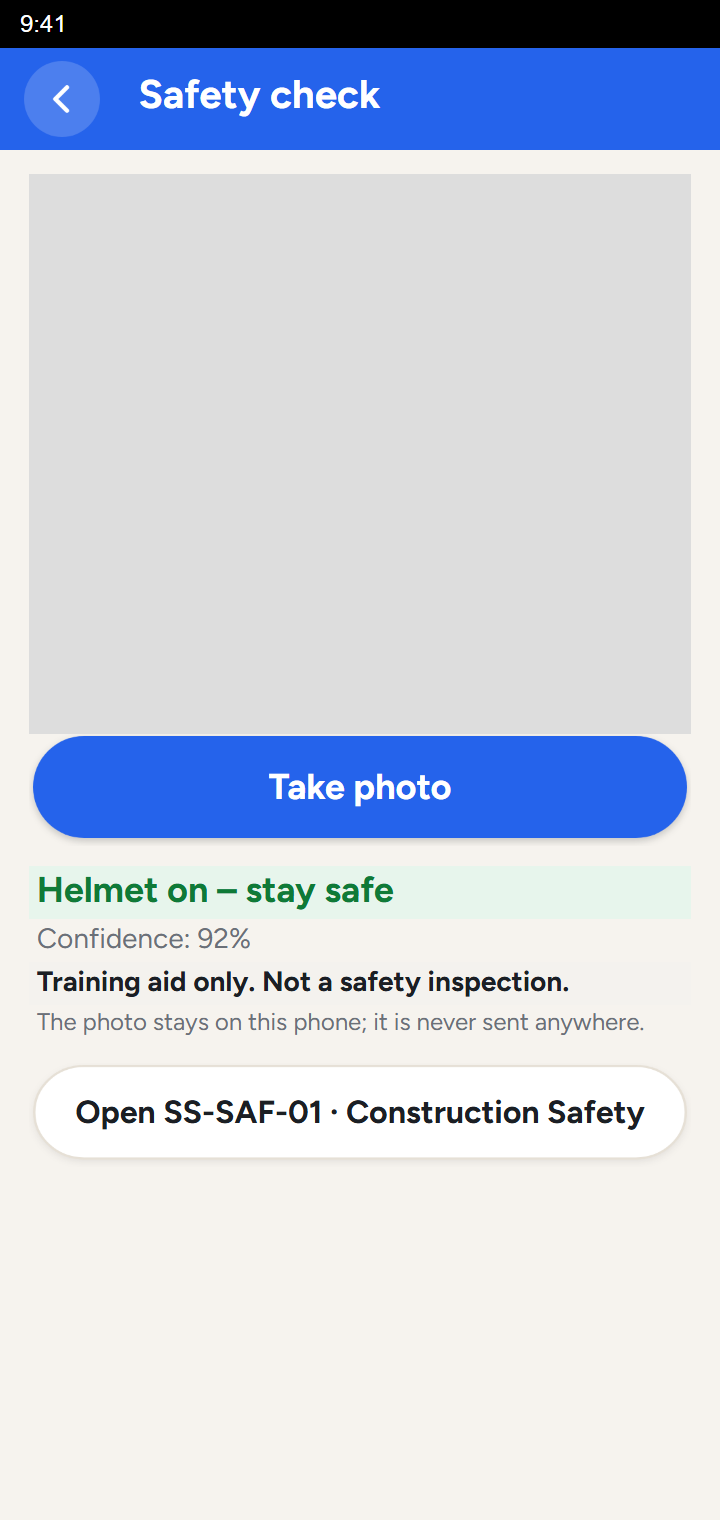 9:41
Safety check
Take photo
Helmet on – stay safe
Confidence: 92%
Training aid only. Not a safety inspection.
The photo stays on this phone; it is never sent anywhere.
Open SS-SAF-01 · Construction Safety